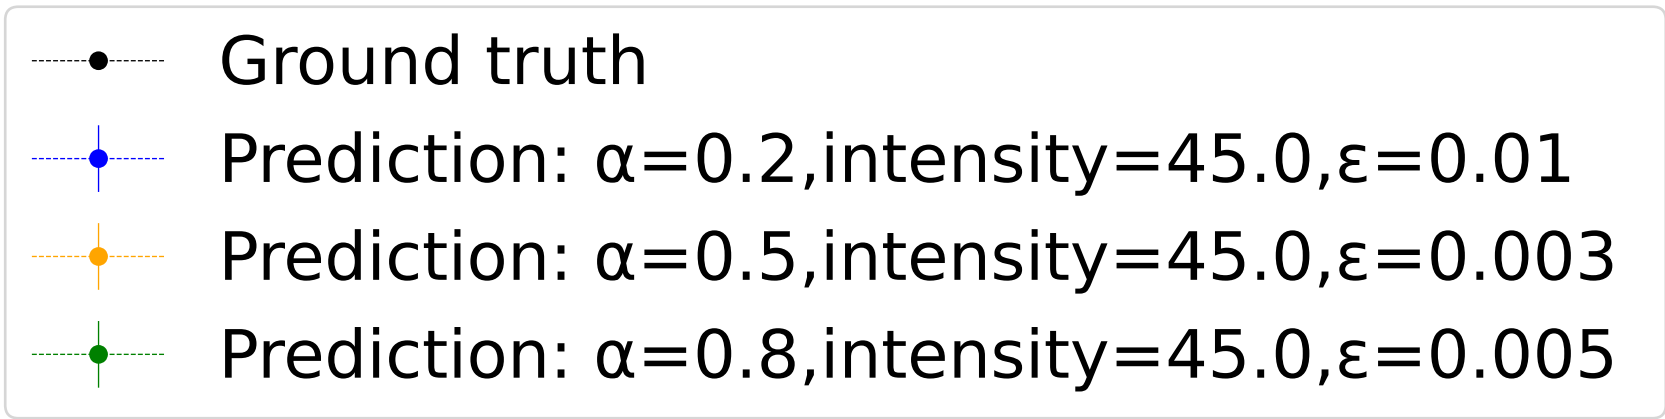 Ground truth
Prediction: α=0.2,intensity=45.0,ε=0.01
Prediction: α=0.5,intensity=45.0,ε=0.003
Prediction: α=0.8,intensity=45.0,ε=0.005